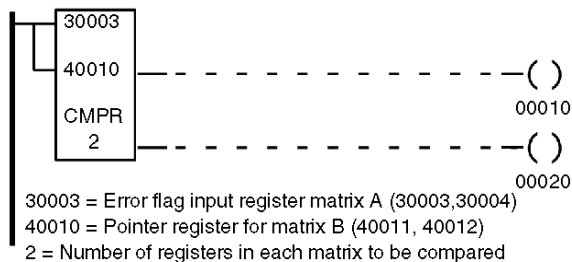 30003
40010
CMPR
2
00010
00020
30003 = Error flag input register matrix A (30003,30004)
40010 = Pointer register for matrix B (40011, 40012)
2 = Number of registers in each matrix to be compared